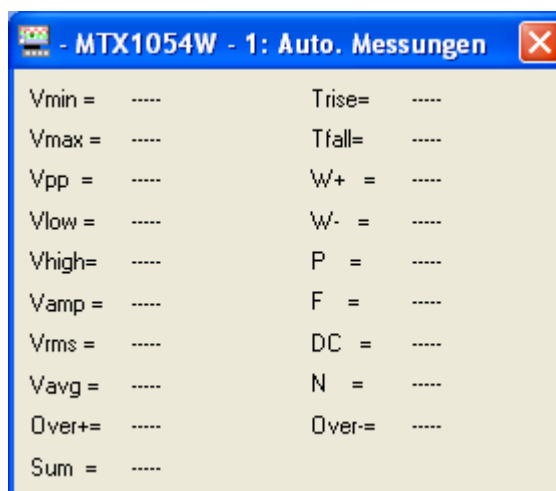 - MTX1054W - 1: Auto. Messungen
Vmin = ----- Trise= -----
Vmax = ----- Tfall= -----
Vpp = ----- W+ = -----
Vlow = ----- W- = -----
Vhigh= ----- P = -----
Vamp = ----- F = -----
Vrms = ----- DC = -----
Vavg = ----- N = -----
Over+= ----- Over-= -----
Sum = -----